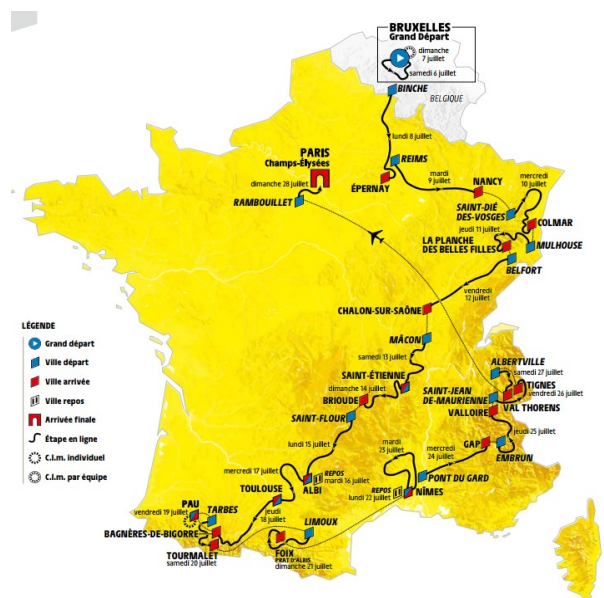 BRUXELLES
Grand Départ
dimanche
7 juillet
samedi 6 juillet
BINCHE
BELGIQUE
lundi 8 juillet
REIMS
ÉPERNAY
mardi
9 juillet
NANCY
mercredi
10 juillet
SAINT-DIÉ
DES-VOSGES
COLMAR
jeudi 11 juillet
LA PLANCHE
DES BELLES FILLES
MULHOUSE
BELFORT
PARIS
Champs-Élysées
dimanche 28 juillet
RAMBOUILLET
vendredi
12 juillet
CHALON-SUR-SAÔNE
MÂCON
samedi 13 juillet
SAINT-ÉTIENNE
dimanche 14 juillet
BRIOUDE
SAINT-FLOUR
lundi 15 juillet
ALBERTVILLE
samedi 27 juillet
TIGNES
vendredi 26 juillet
SAINT-JEAN
DE-MAURIENNE
VAL THORENS
VALLOIRE
jeudi 25 juillet
GAP
EMBRUN
mercredi
24 juillet
mardi
23 juillet
PONT DU GARD
NÎMES
REPOS
lundi 22 juillet
REPOS
mardi 16 juillet
ALBI
mercredi 17 juillet
TOULOUSE
jeudi
18 juillet
PAU
vendredi 19 juillet
TARBES
BAGNÈRES-DE-BIGORRE
TOURMALET
samedi 20 juillet
LIMOUX
FOIX
PRAT D'ALBIS
dimanche 21 juillet
LÉGENDE
Grand départ
Ville départ
Ville arrivée
Ville repos
Arrivée finale
Étape en ligne
C.l.m. individuel
C.l.m. par équipe